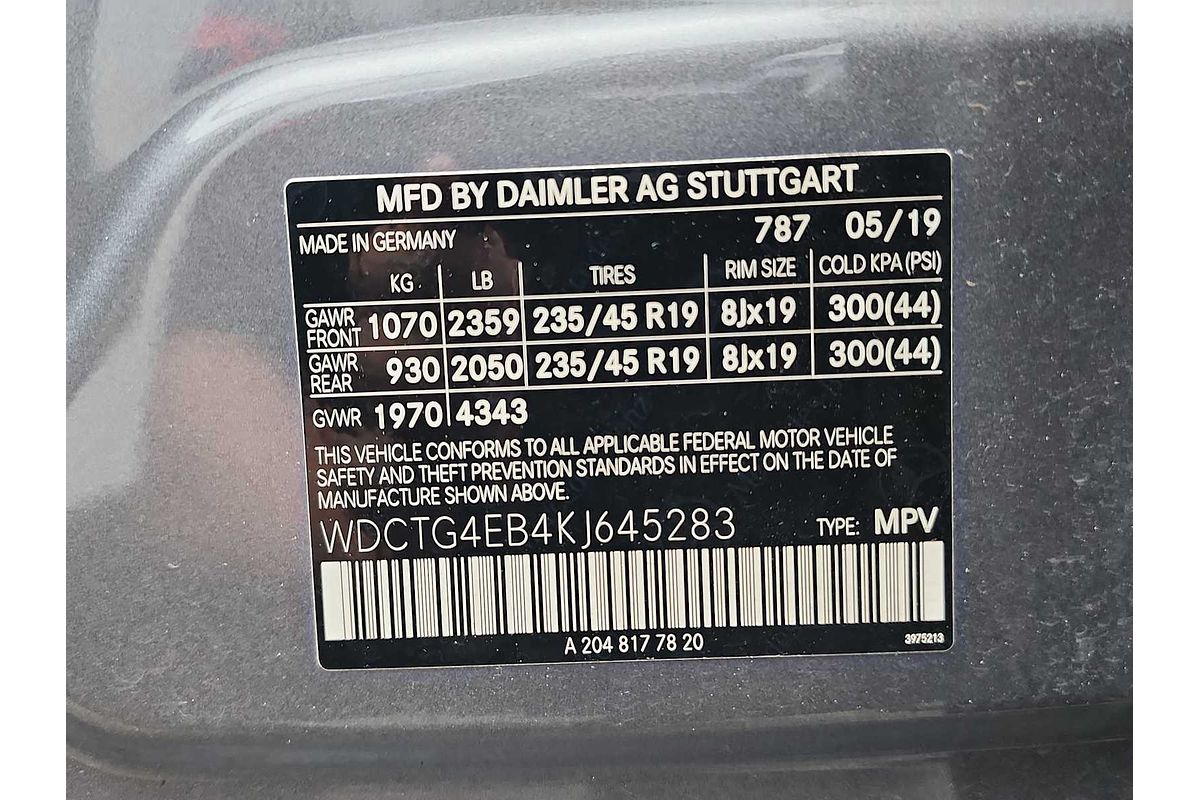 MFD BY DAIMLER AG STUTTGART
MADE IN GERMANY 787 05/19
KG LB TIRES RIM SIZE COLD KPA (PSI)
GAWR FRONT 1070 2359 235/45 R19 8Jx19 300(44)
GAWR REAR 930 2050 235/45 R19 8Jx19 300(44)
GVWR 1970 4343
THIS VEHICLE CONFORMS TO ALL APPLICABLE FEDERAL MOTOR VEHICLE
SAFETY AND THEFT PREVENTION STANDARDS IN EFFECT ON THE DATE OF
MANUFACTURE SHOWN ABOVE.
WDCTG4EB4KJ645283 TYPE: MPV
A 204 817 78 20 3975213